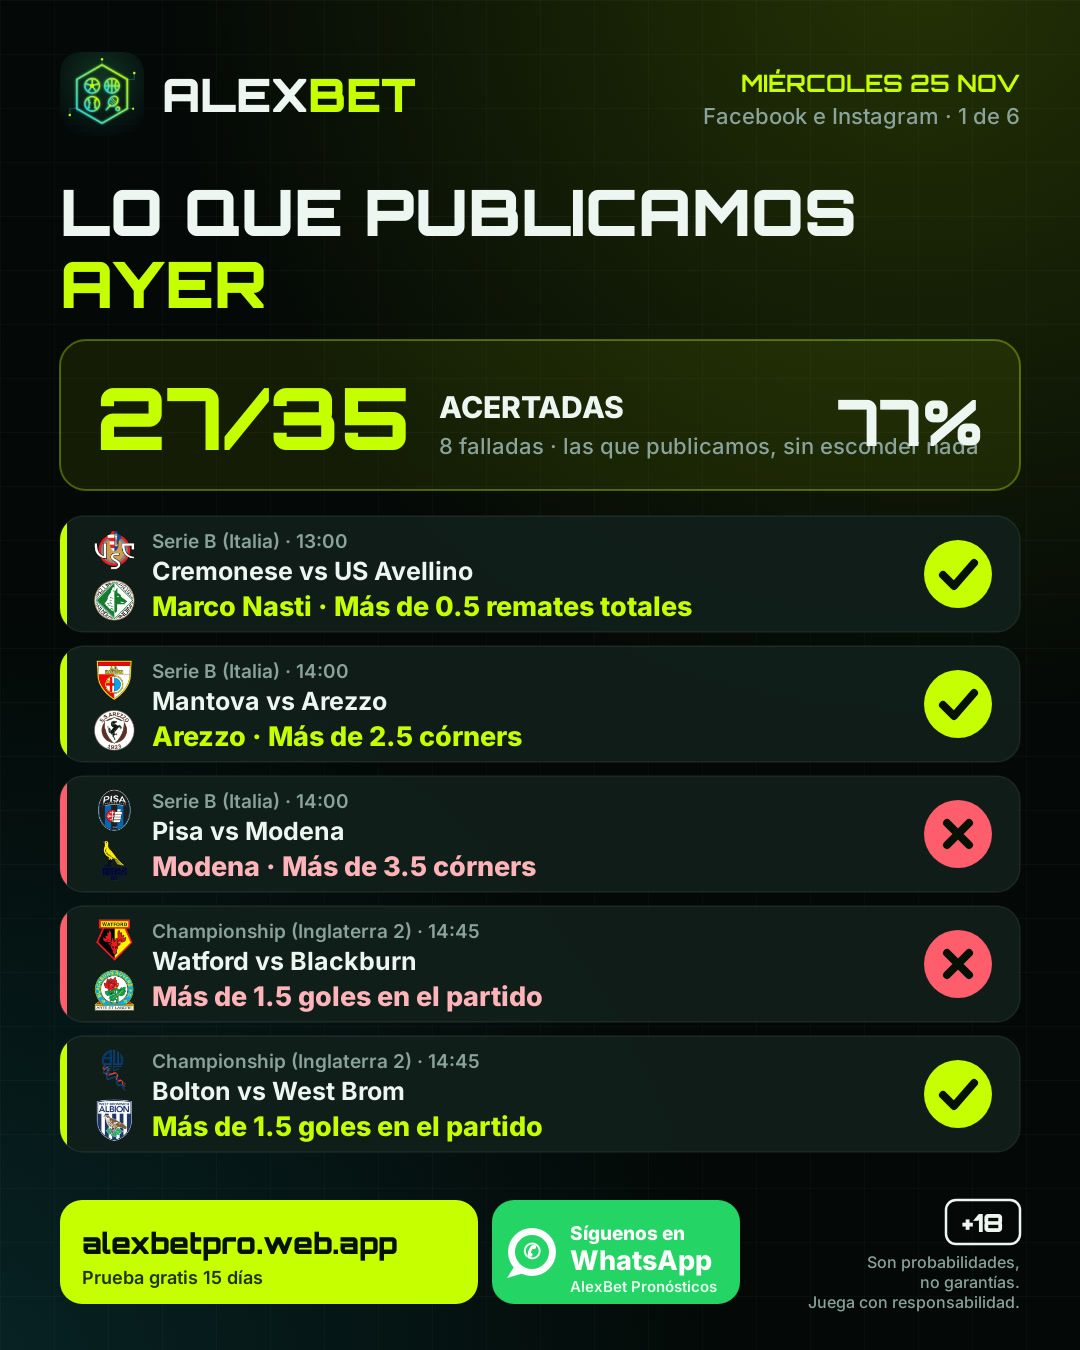 ALEXBET
MIÉRCOLES 25 NOV
Facebook e Instagram · 1 de 6
LO QUE PUBLICAMOS
AYER
27/35
ACERTADAS
77%
8 falladas · las que publicamos, sin esconder nada
Serie B (Italia) · 13:00
Cremonese vs US Avellino
Marco Nasti · Más de 0.5 remates totales
Serie B (Italia) · 14:00
Mantova vs Arezzo
Arezzo · Más de 2.5 córners
S.S. AREZZO
1923
Serie B (Italia) · 14:00
Pisa vs Modena
Modena · Más de 3.5 córners
PISA
Championship (Inglaterra 2) · 14:45
Watford vs Blackburn
Más de 1.5 goles en el partido
WATFORD
Championship (Inglaterra 2) · 14:45
Bolton vs West Brom
Más de 1.5 goles en el partido
ALBION
alexbetpro.web.app
Prueba gratis 15 días
Síguenos en
WhatsApp
AlexBet Pronósticos
+18
Son probabilidades,
no garantías.
Juega con responsabilidad.